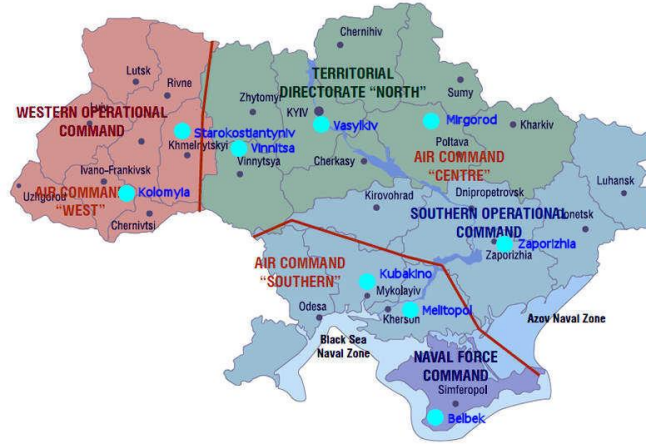 Chernihiv
Lutsk
Rivne
Sumy
TERRITORIAL
DIRECTORATE "NORTH"
Zhytomyr
KYIV
WESTERN OPERATIONAL
COMMAND
Starokostiantyniv
Vasylkiv
Mirgorod
Kharkiv
Khmelnytskyi
Vinnitsa
Poltava
Vinnytsya
Cherkasy
AIR COMMAND
"CENTRE"
Ivano-Frankivsk
Uzhgorod
AIR COMMAND
"WEST"
Kolomyia
Chernivtsi
Kirovohrad
Dnipropetrovsk
Luhansk
SOUTHERN OPERATIONAL
COMMAND
Zaporizhia
Zaporizhia
AIR COMMAND
"SOUTHERN"
Kubakino
Mykolayiv
Odesa
Kherson
Melitopol
Azov Naval Zone
Black Sea
Naval Zone
NAVAL FORCE
COMMAND
Simferopol
Belbek